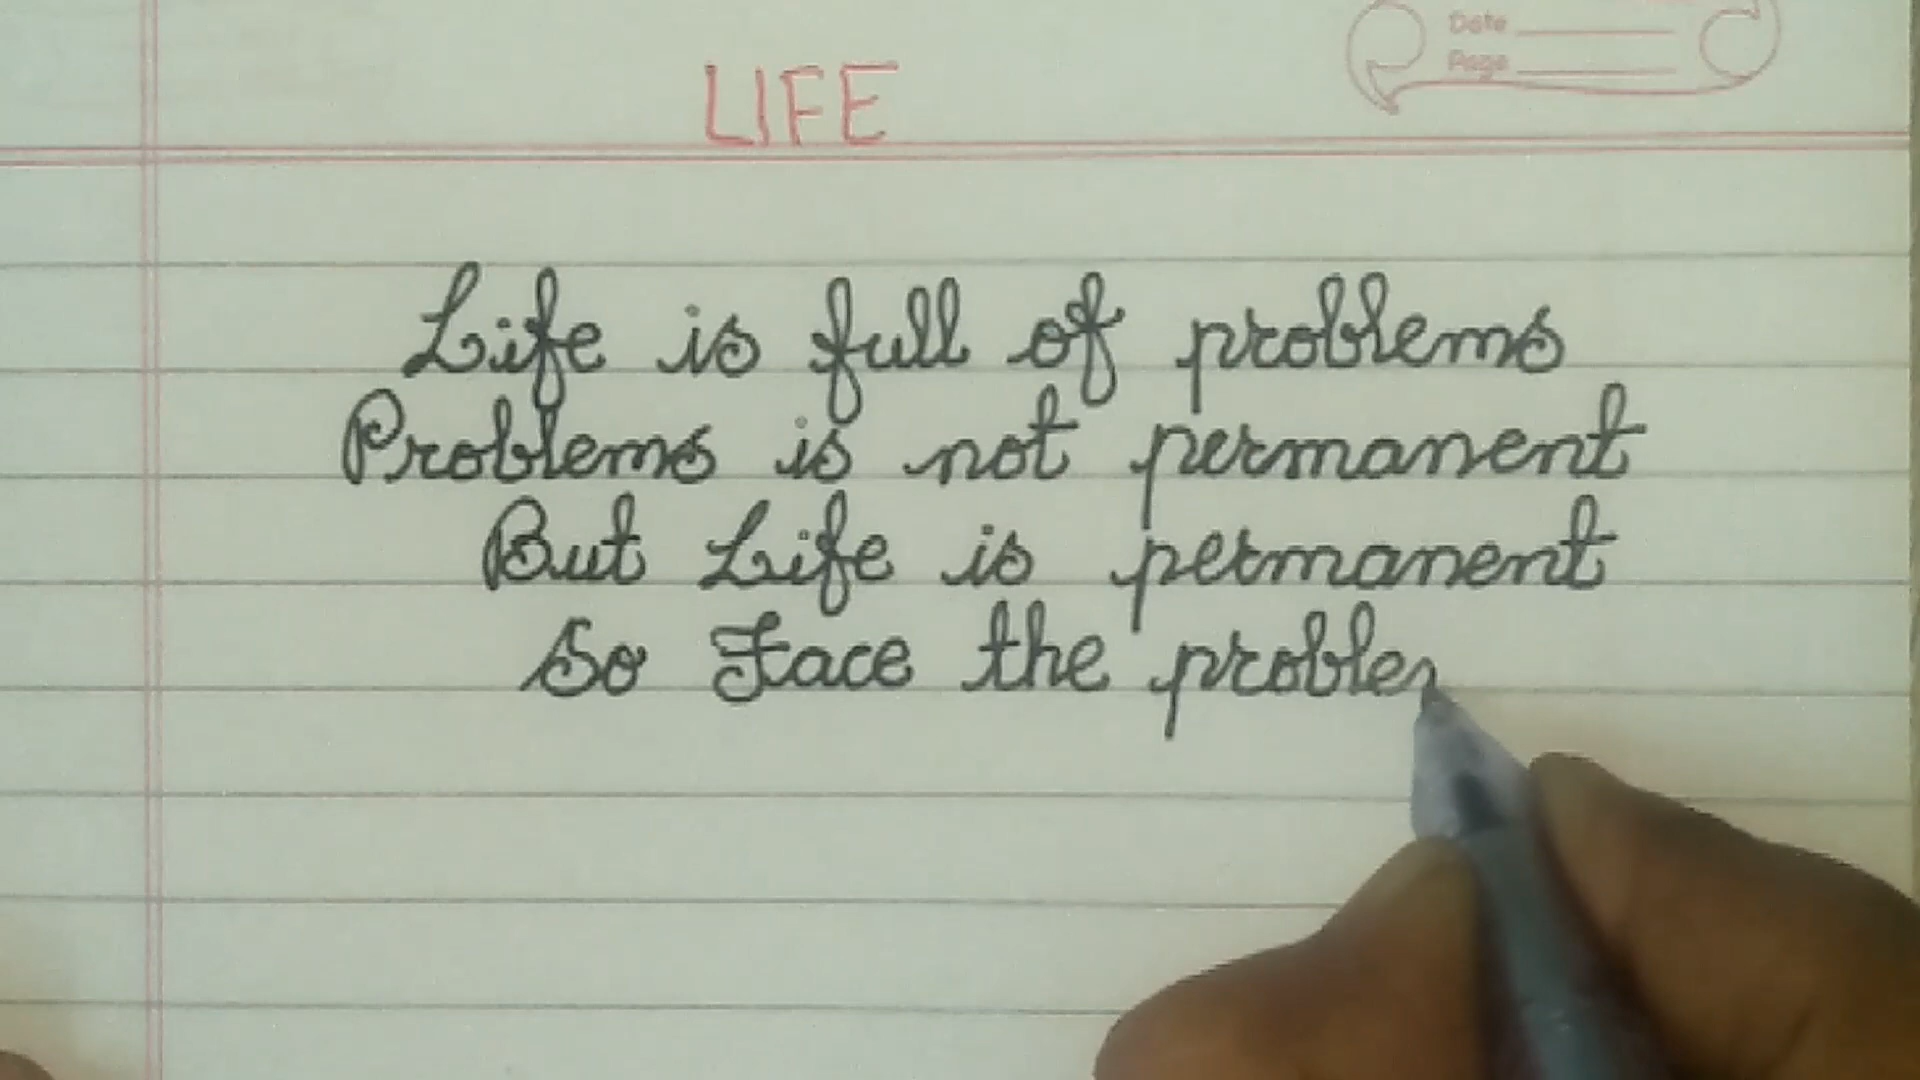 Date
Page
LIFE
Life is full of problems
Problems is not permanent
But Life is permanent
So Face the proble